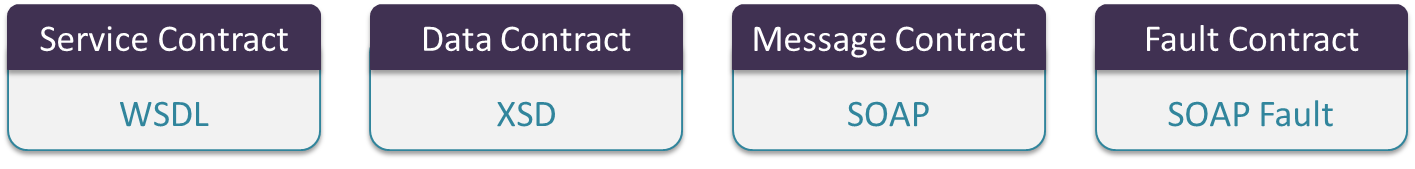 Service Contract
WSDL
Data Contract
XSD
Message Contract
SOAP
Fault Contract
SOAP Fault